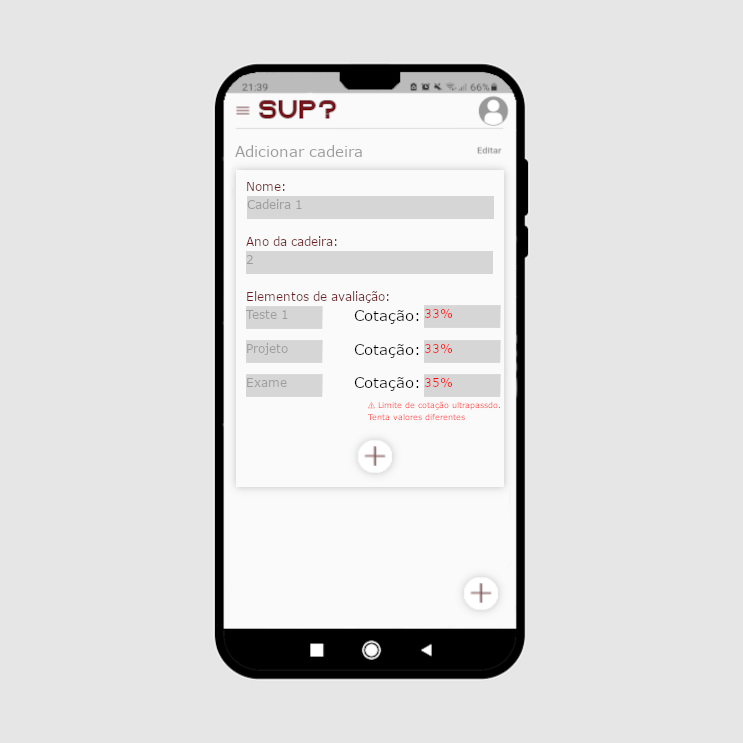 21:39 66%
SUP?
Adicionar cadeira Editar
Nome:
Cadeira 1
Ano da cadeira:
2
Elementos de avaliação:
Teste 1 Cotação: 33%
Projeto Cotação: 33%
Exame Cotação: 35%
⚠ Limite de cotação ultrapassdo.
Tenta valores diferentes